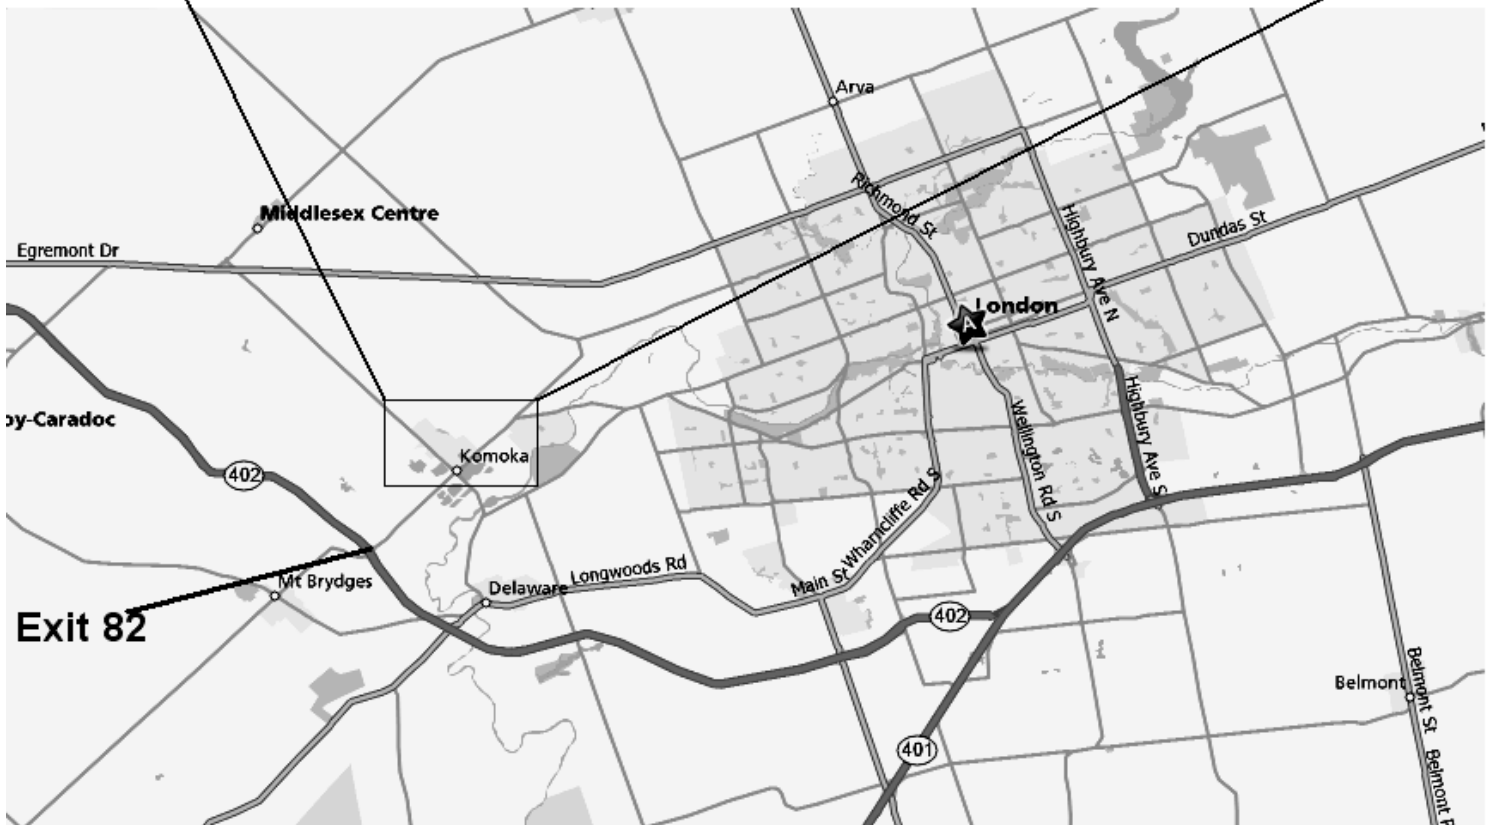 Arva
Richmond St
Middlesex Centre
Egremont Dr
Highbury Ave N
Dundas St
London
A
oy-Caradoc
Komoka
402
Highbury Ave S
Wellington Rd S
Wharncliffe Rd S
Mt Brydges
Exit 82
Delaware
Longwoods Rd
Main St
402
Belmont
Belmont St
401
Belmont R